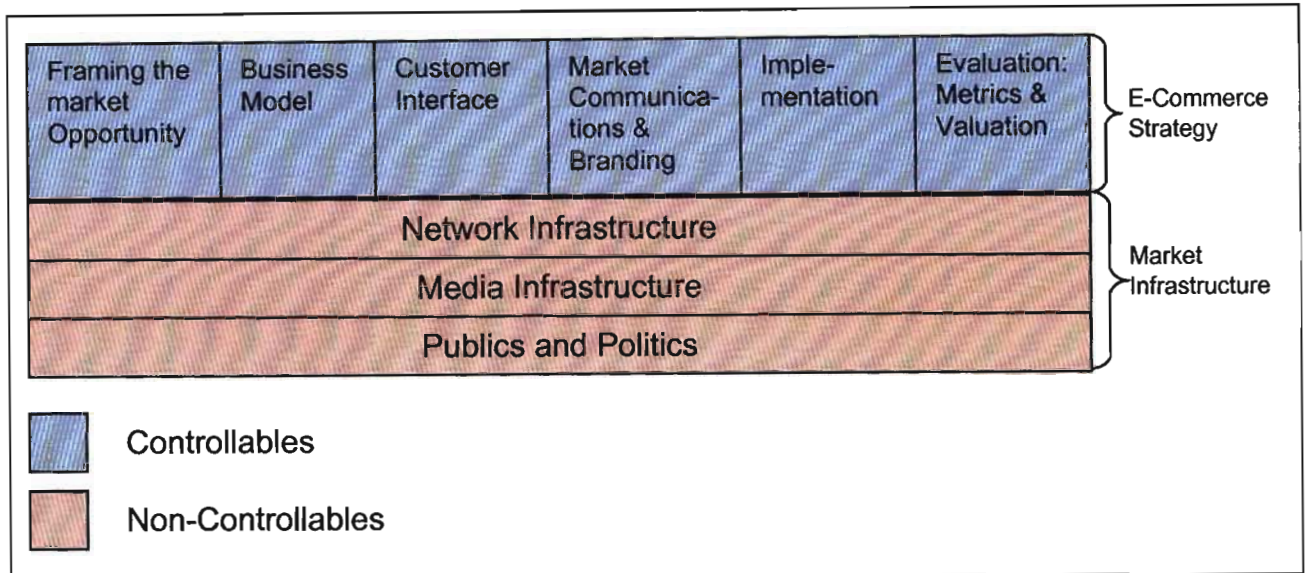 Framing the
market
Opportunity
Business
Model
Customer
Interface
Market
Communica-
tions &
Branding
Imple-
mentation
Evaluation:
Metrics &
Valuation
E-Commerce
Strategy
Network Infrastructure
Media Infrastructure
Publics and Politics
Market
Infrastructure
Controllables
Non-Controllables